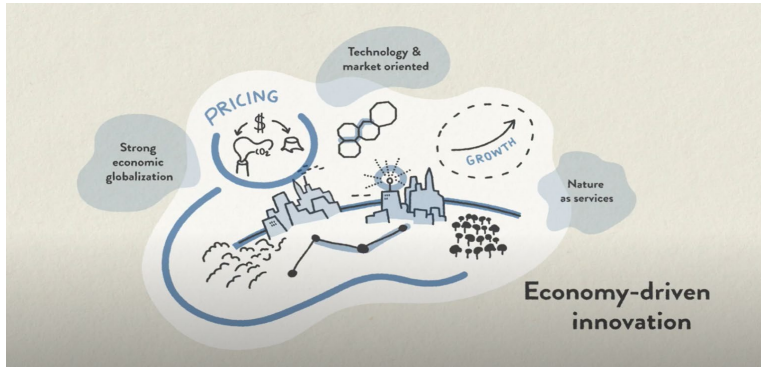 Technology &
market oriented
PRICING
$
CO2
Strong
economic
globalization
GROWTH
Nature
as services
Economy-driven
innovation